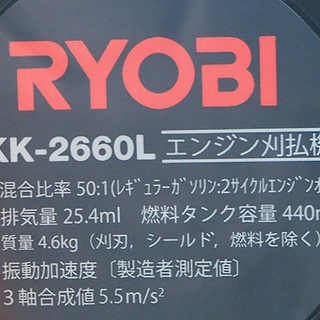 RYOBI
KK-2660L エンジン刈払機
混合比率 50:1(ﾚｷﾞｭﾗｰｶﾞｿﾘﾝ:2ｻｲｸﾙｴﾝｼﾞﾝｵ
排気量 25.4ml 燃料タンク容量 440m
質量 4.6kg（刈刃，シールド，燃料を除く）
振動加速度〔製造者測定値〕
3軸合成値 5.5m/s²